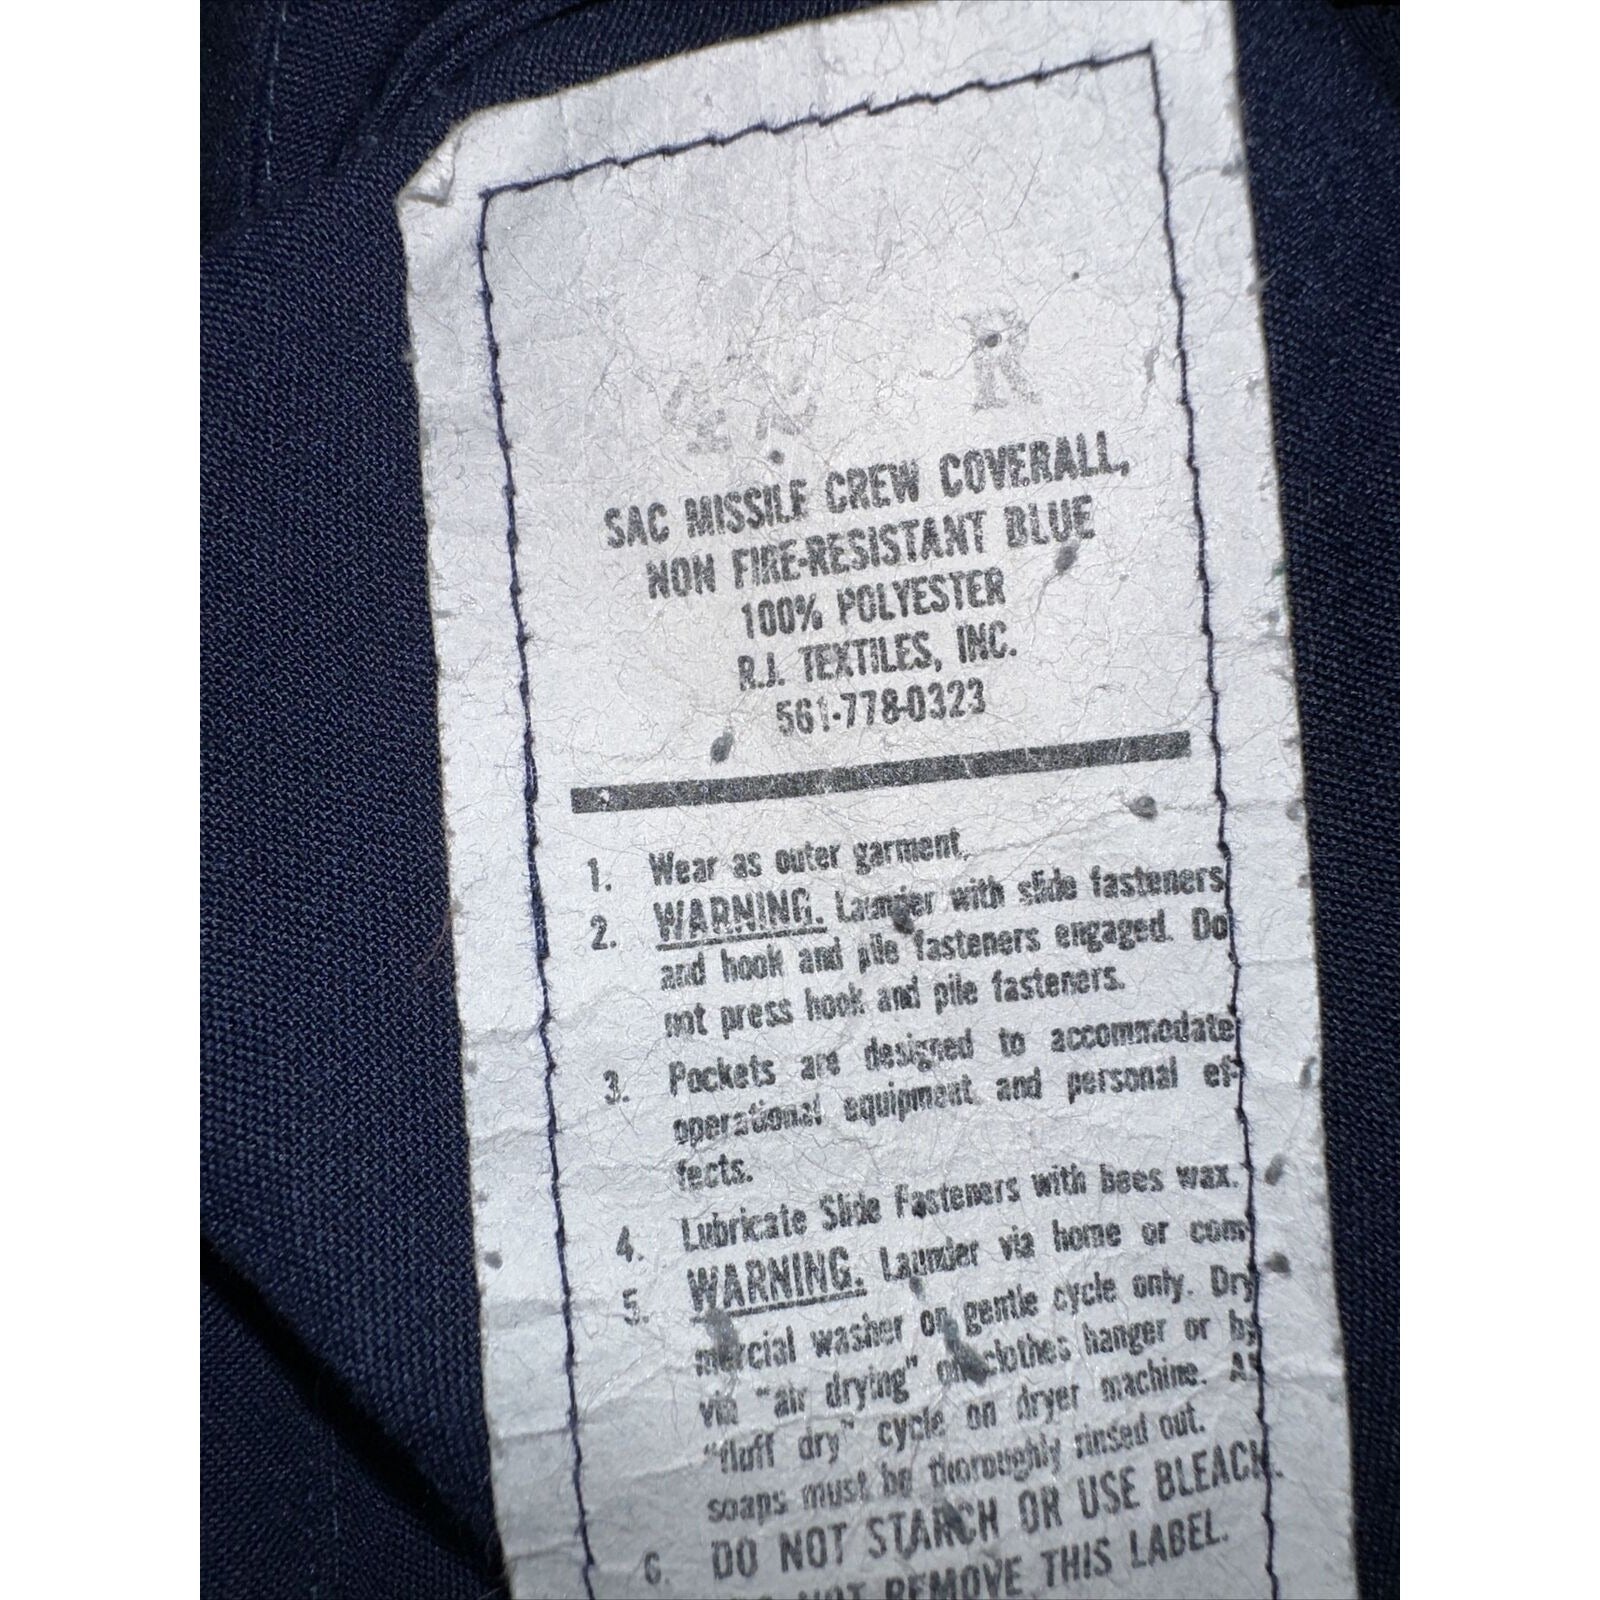 R
SAC MISSILE CREW COVERALL,
NON FIRE-RESISTANT BLUE
100% POLYESTER
R.J. TEXTILES, INC.
561-778-0323
1. Wear as outer garment.
2. WARNING. Launder with slide fasteners
and hook and pile fasteners engaged. Do
not press hook and pile fasteners.
3. Pockets are designed to accommodate
operational equipment and personal ef-
fects.
4. Lubricate Slide Fasteners with bees wax.
5. WARNING. Launder via home or com-
mercial washer on gentle cycle only. Dry
via "air drying" on clothes hanger or by
"fluff dry" cycle on dryer machine. All
soaps must be thoroughly rinsed out.
6. DO NOT STARCH OR USE BLEACH.
NOT REMOVE THIS LABEL.